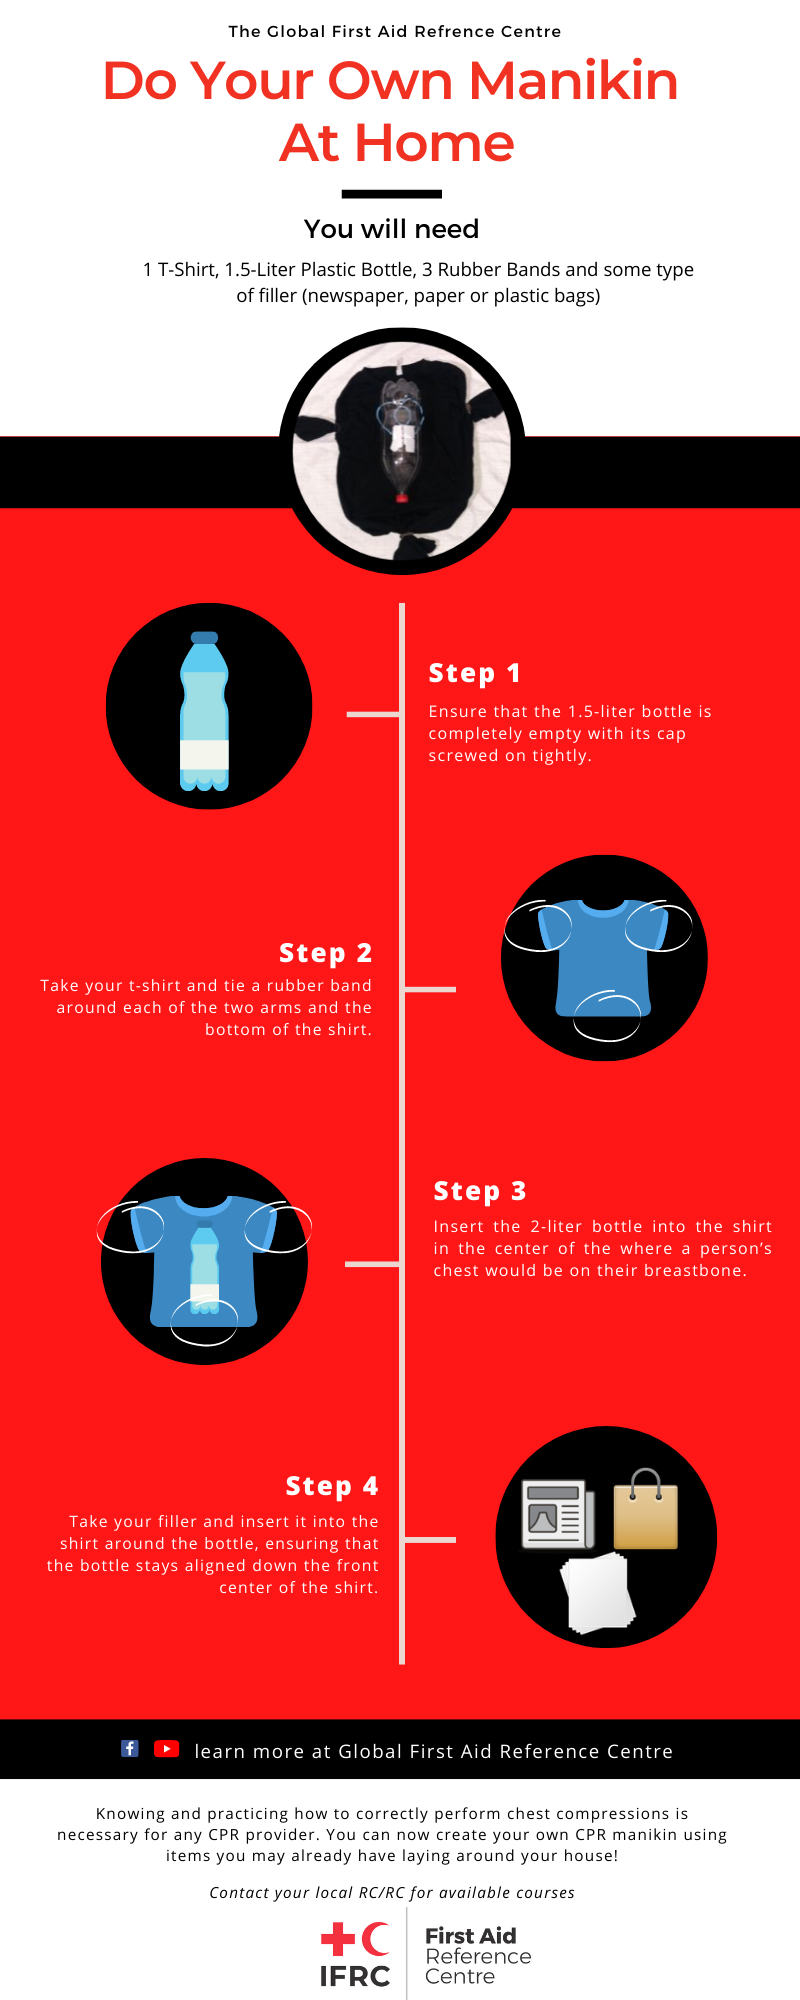 The Global First Aid Refrence Centre
Do Your Own Manikin
At Home
You will need
1 T-Shirt, 1.5-Liter Plastic Bottle, 3 Rubber Bands and some type
of filler (newspaper, paper or plastic bags)
Step 1
Ensure that the 1.5-liter bottle is
completely empty with its cap
screwed on tightly.
Step 2
Take your t-shirt and tie a rubber band
around each of the two arms and the
bottom of the shirt.
Step 3
Insert the 2-liter bottle into the shirt
in the center of the where a person’s
chest would be on their breastbone.
Step 4
Take your filler and insert it into the
shirt around the bottle, ensuring that
the bottle stays aligned down the front
center of the shirt.
learn more at Global First Aid Reference Centre
Knowing and practicing how to correctly perform chest compressions is
necessary for any CPR provider. You can now create your own CPR manikin using
items you may already have laying around your house!
Contact your local RC/RC for available courses
IFRC
First Aid
Reference
Centre